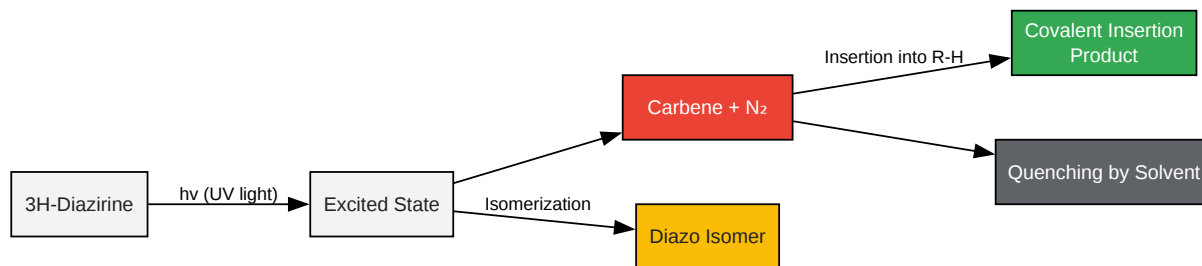 3H-Diazirine
hv (UV light)
Excited State
Isomerization
Carbene + N₂
Diazo Isomer
Insertion into R-H
Covalent Insertion
Product
Quenching by Solvent